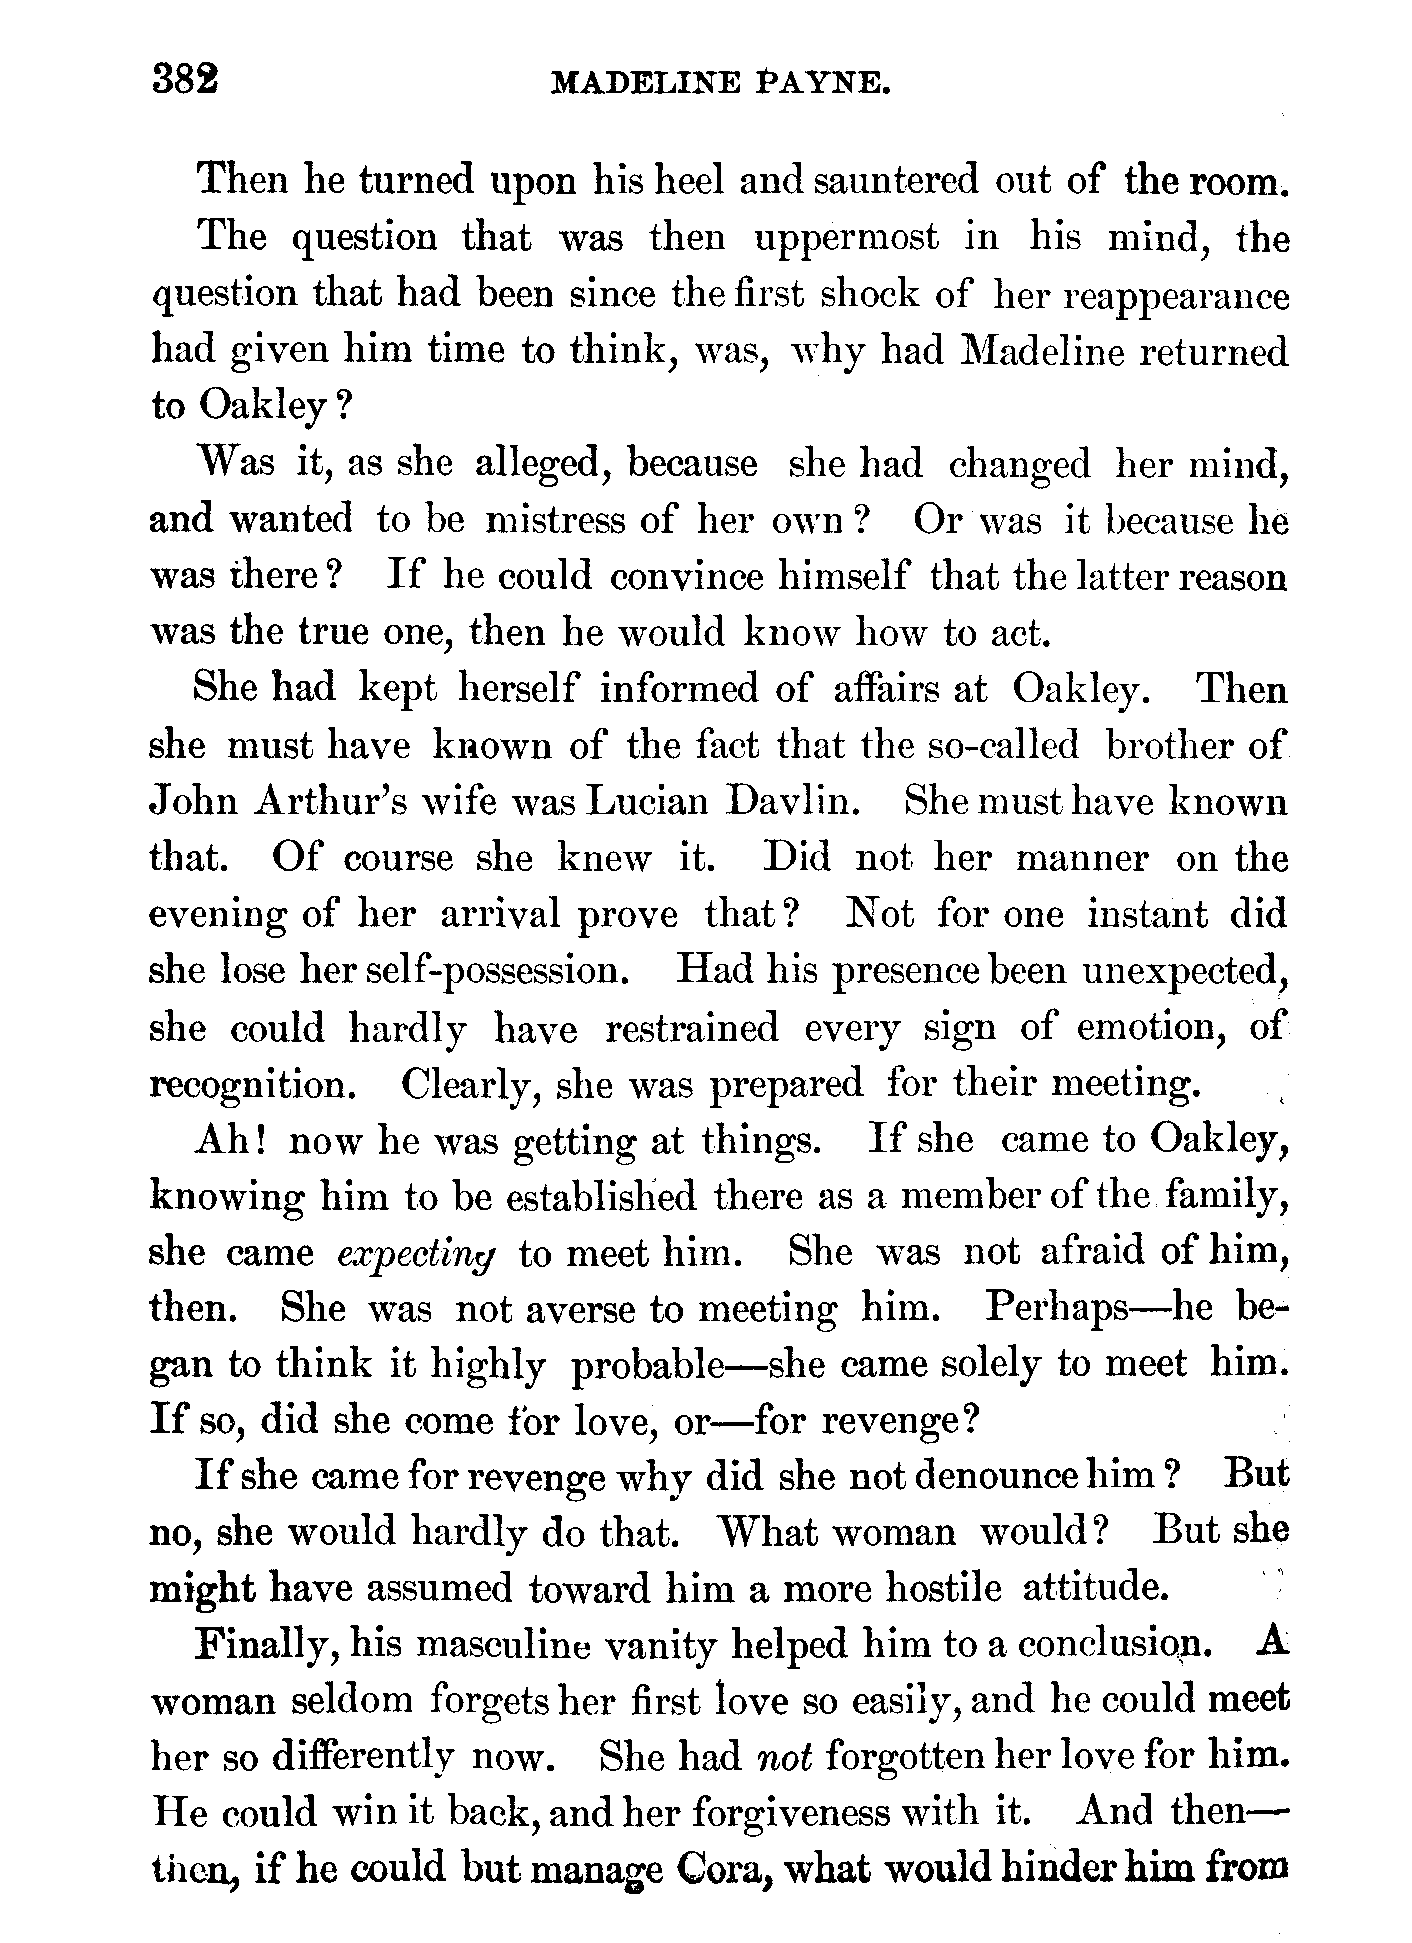 382 MADELINE PAYNE.
Then he turned upon his heel and sauntered out of the room.
The question that was then uppermost in his mind, the
question that had been since the first shock of her reappearance
had given him time to think, was, why had Madeline returned
to Oakley?
Was it, as she alleged, because she had changed her mind,
and wanted to be mistress of her own? Or was it because he
was there? If he could convince himself that the latter reason
was the true one, then he would know how to act.
She had kept herself informed of affairs at Oakley. Then
she must have known of the fact that the so-called brother of
John Arthur's wife was Lucian Davlin. She must have known
that. Of course she knew it. Did not her manner on the
evening of her arrival prove that? Not for one instant did
she lose her self-possession. Had his presence been unexpected,
she could hardly have restrained every sign of emotion, of
recognition. Clearly, she was prepared for their meeting.
Ah! now he was getting at things. If she came to Oakley,
knowing him to be established there as a member of the family,
she came expecting to meet him. She was not afraid of him,
then. She was not averse to meeting him. Perhaps—he be-
gan to think it highly probable—she came solely to meet him.
If so, did she come for love, or—for revenge?
If she came for revenge why did she not denounce him? But
no, she would hardly do that. What woman would? But she
might have assumed toward him a more hostile attitude.
Finally, his masculine vanity helped him to a conclusion. A
woman seldom forgets her first love so easily, and he could meet
her so differently now. She had not forgotten her love for him.
He could win it back, and her forgiveness with it. And then—
then, if he could but manage Cora, what would hinder him from